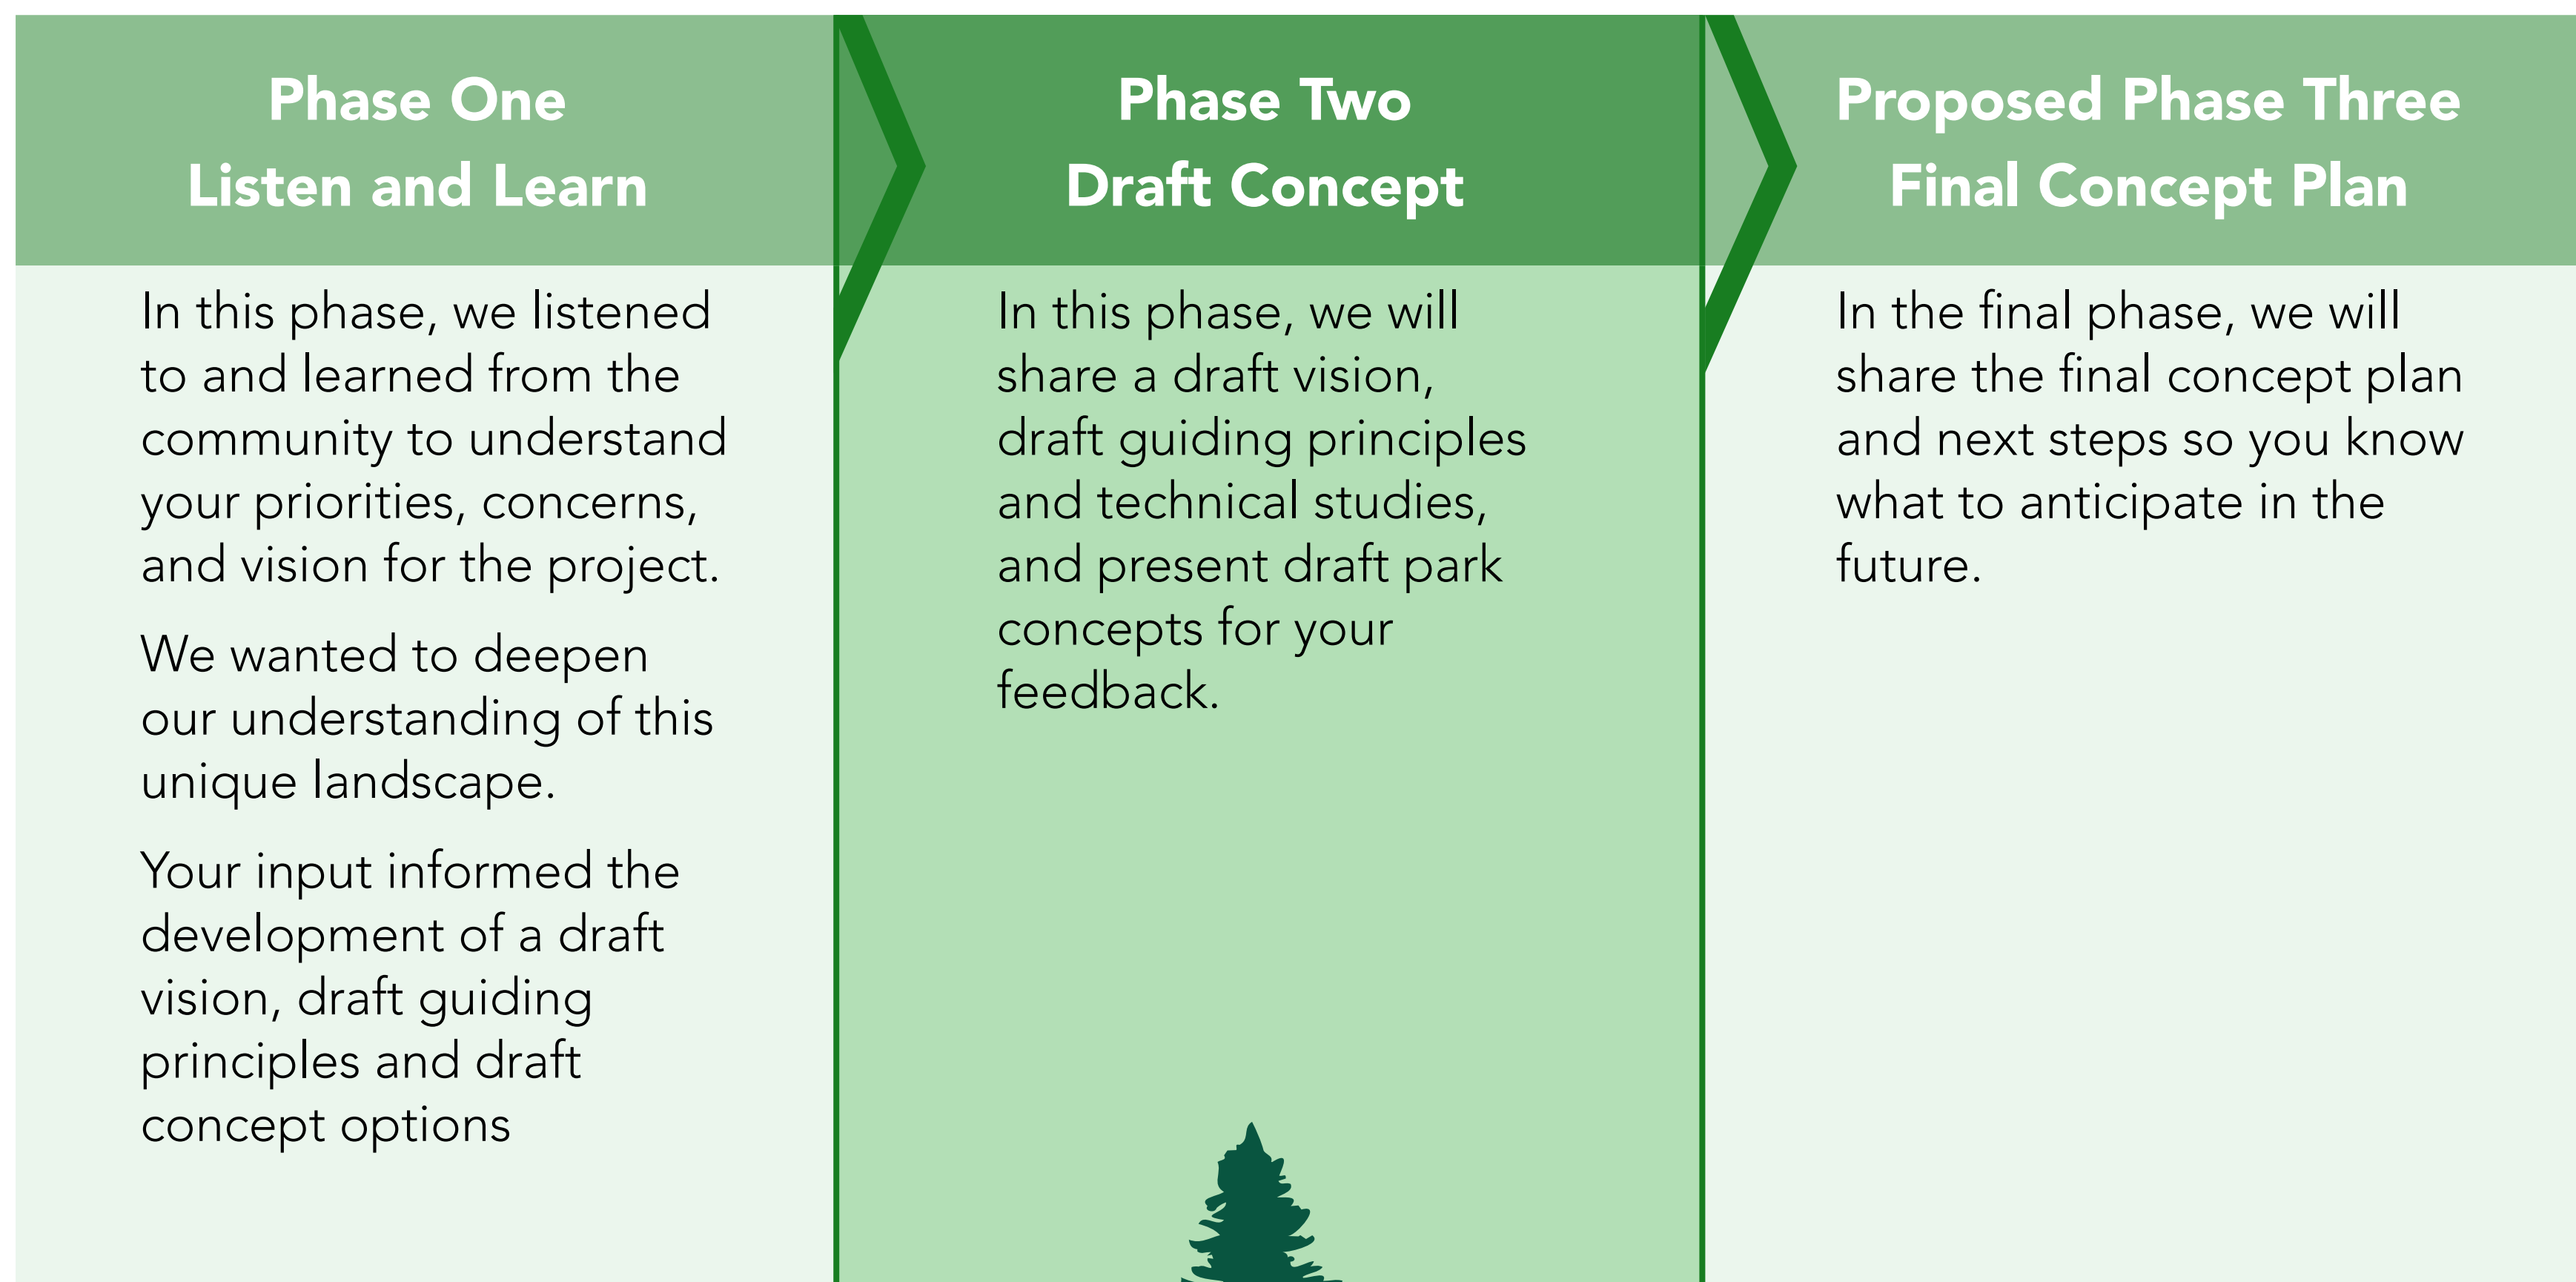 Phase One
Listen and Learn
In this phase, we listened
to and learned from the
community to understand
your priorities, concerns,
and vision for the project.
We wanted to deepen
our understanding of this
unique landscape.
Your input informed the
development of a draft
vision, draft guiding
principles and draft
concept options
Phase Two
Draft Concept
In this phase, we will
share a draft vision,
draft guiding principles
and technical studies,
and present draft park
concepts for your
feedback.
Proposed Phase Three
Final Concept Plan
In the final phase, we will
share the final concept plan
and next steps so you know
what to anticipate in the
future.